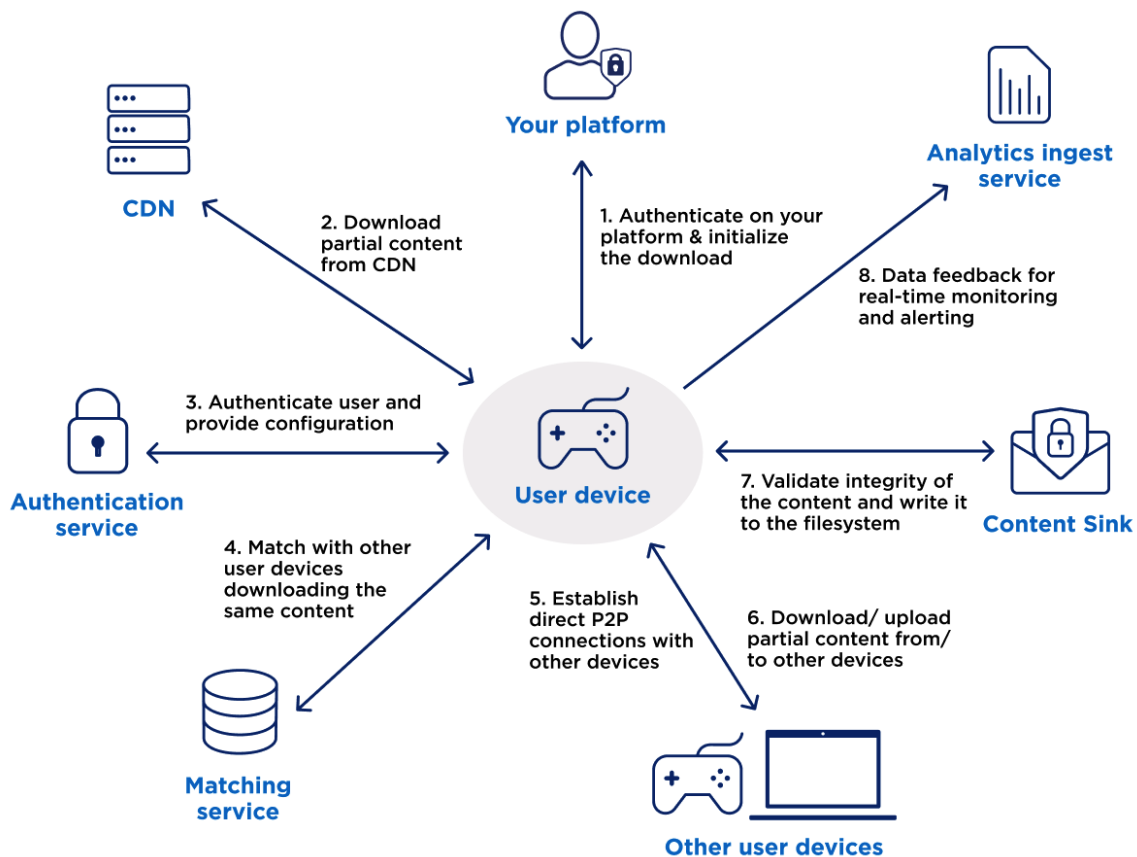 Your platform
CDN
Analytics ingest
service
1. Authenticate on your
platform & initialize
the download
2. Download
partial content
from CDN
8. Data feedback for
real-time monitoring
and alerting
3. Authenticate user and
provide configuration
Authentication
service
User device
7. Validate integrity of
the content and write it
to the filesystem
Content Sink
4. Match with other
user devices
downloading the
same content
5. Establish
direct P2P
connections with
other devices
6. Download/ upload
partial content from/
to other devices
Matching
service
Other user devices